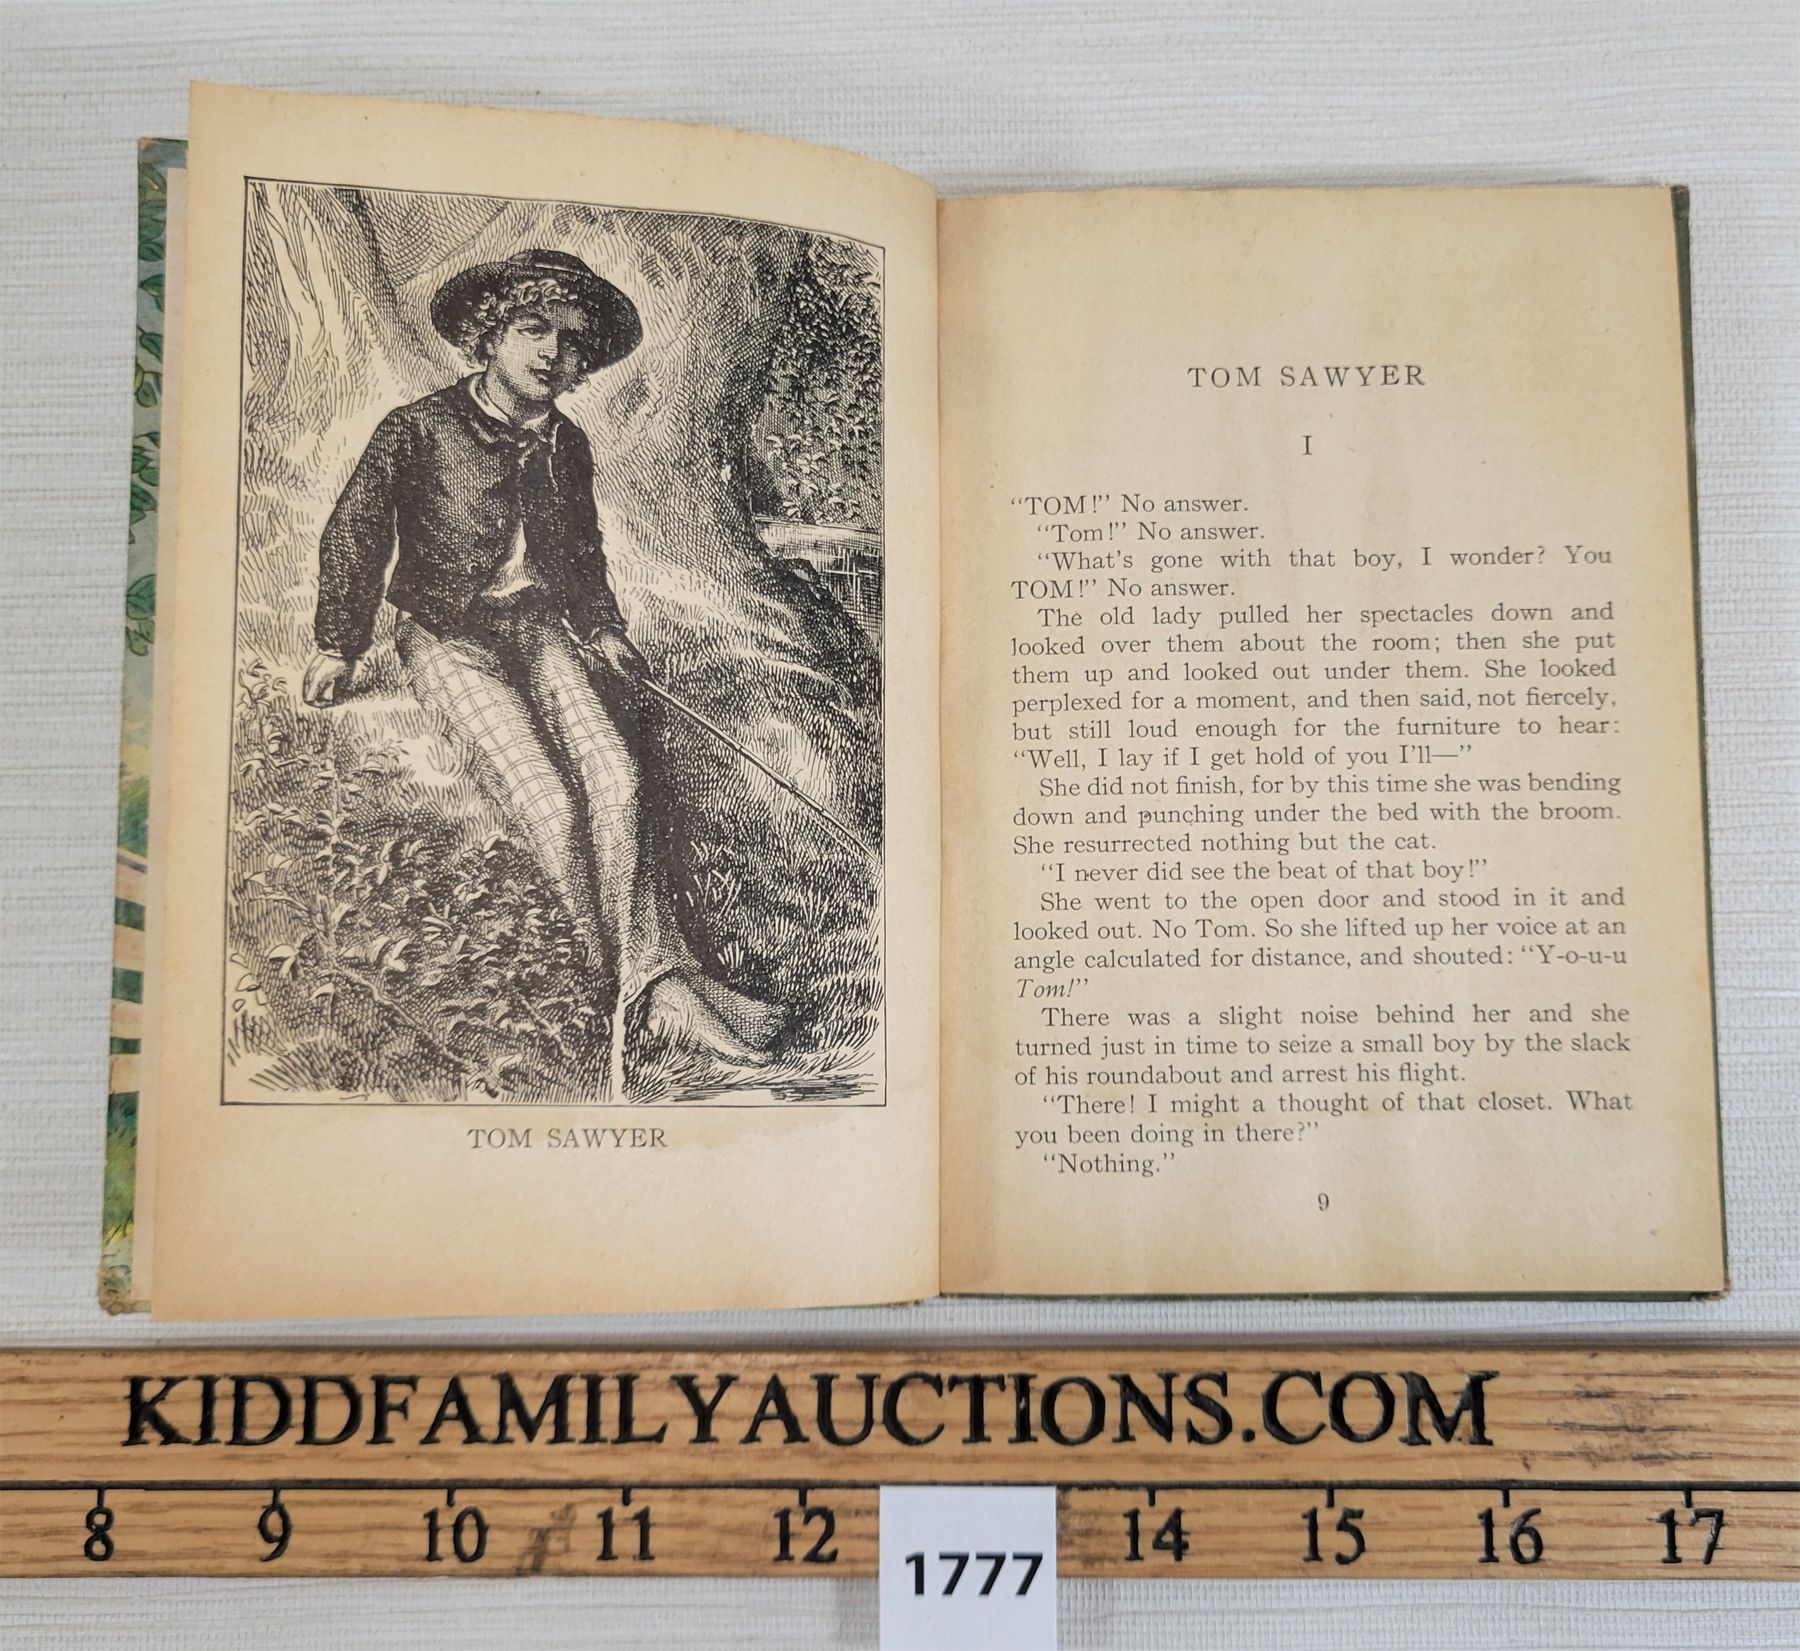 TOM SAWYER
TOM SAWYER
I
“TOM!” No answer.
“Tom!” No answer.
“What's gone with that boy, I wonder? You
TOM!” No answer.
The old lady pulled her spectacles down and
looked over them about the room; then she put
them up and looked out under them. She looked
perplexed for a moment, and then said, not fiercely,
but still loud enough for the furniture to hear:
“Well, I lay if I get hold of you I'll—”
She did not finish, for by this time she was bending
down and punching under the bed with the broom.
She resurrected nothing but the cat.
“I never did see the beat of that boy!”
She went to the open door and stood in it and
looked out. No Tom. So she lifted up her voice at an
angle calculated for distance, and shouted: “Y-o-u-u
Tom!”
There was a slight noise behind her and she
turned just in time to seize a small boy by the slack
of his roundabout and arrest his flight.
“There! I might a thought of that closet. What
you been doing in there?”
“Nothing.”
9
KIDDFAMILYAUCTIONS.COM
8 9 10 11 12 14 15 16 17
1777